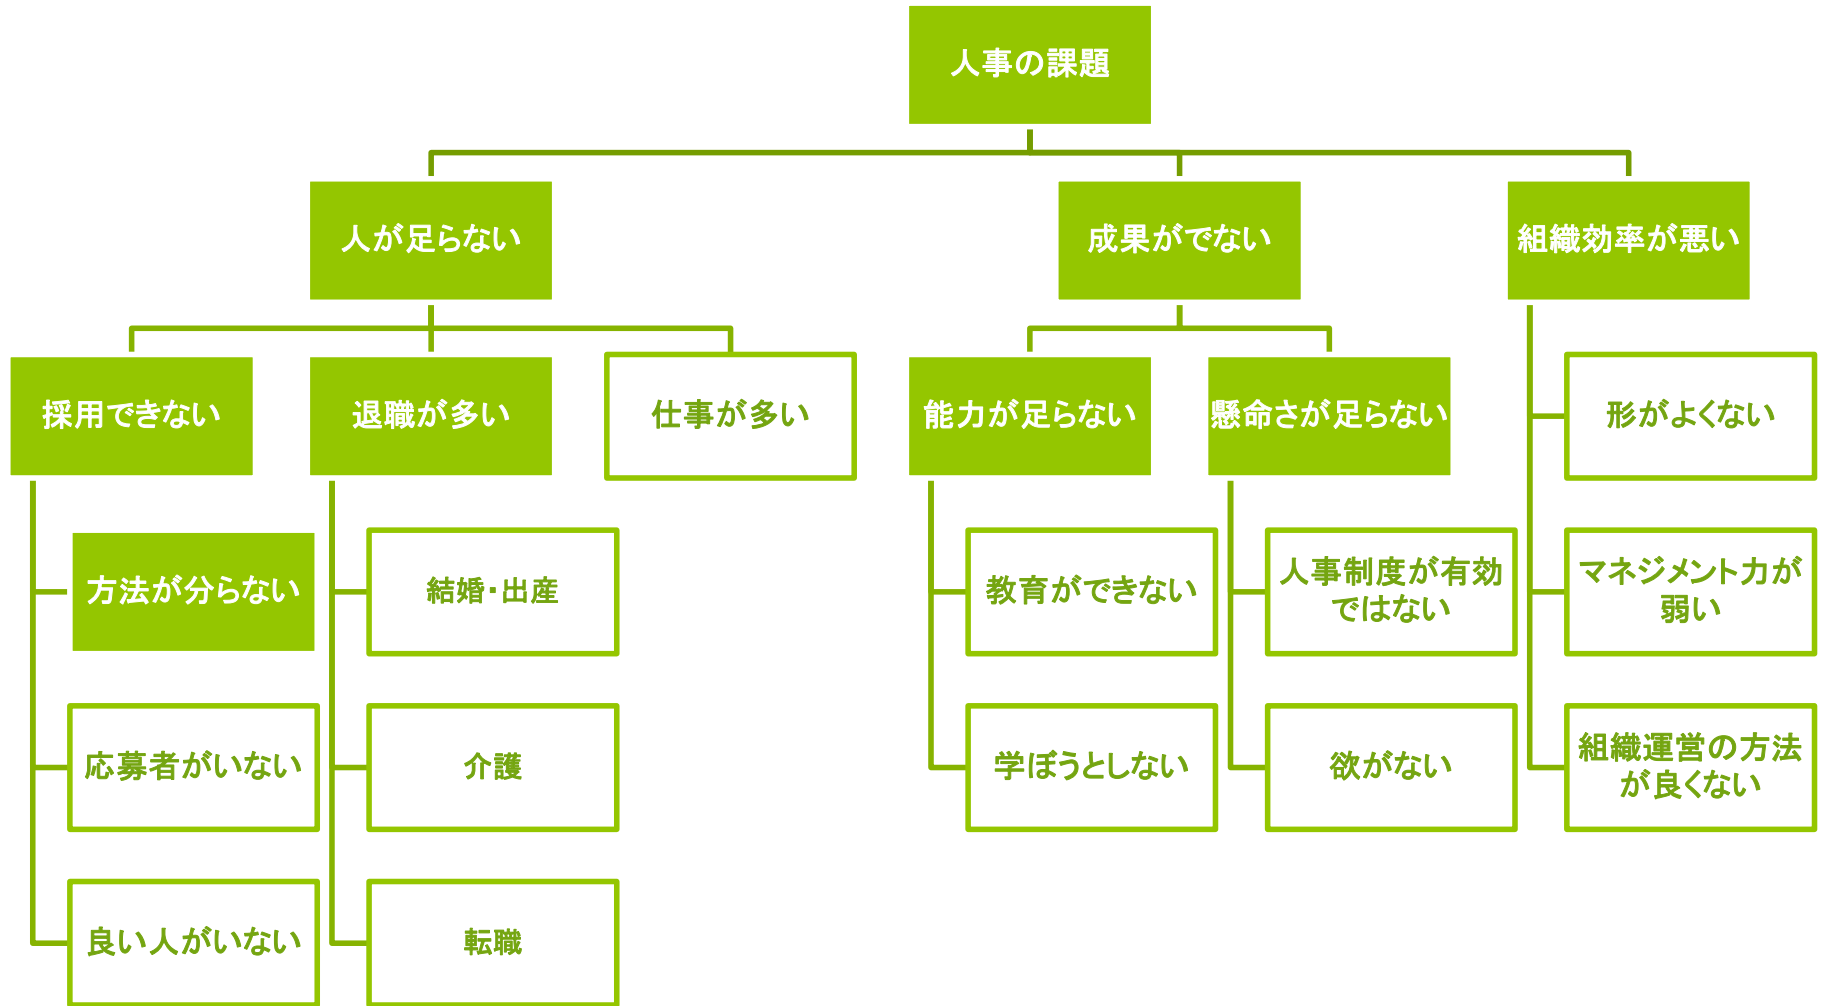 人事の課題
人が足らない
成果がでない
組織効率が悪い
採用できない
退職が多い
仕事が多い
能力が足らない
懸命さが足らない
形がよくない
方法が分らない
結婚・出産
教育ができない
人事制度が有効
ではない
マネジメント力が
弱い
応募者がいない
介護
学ぼうとしない
欲がない
組織運営の方法
が良くない
良い人がいない
転職